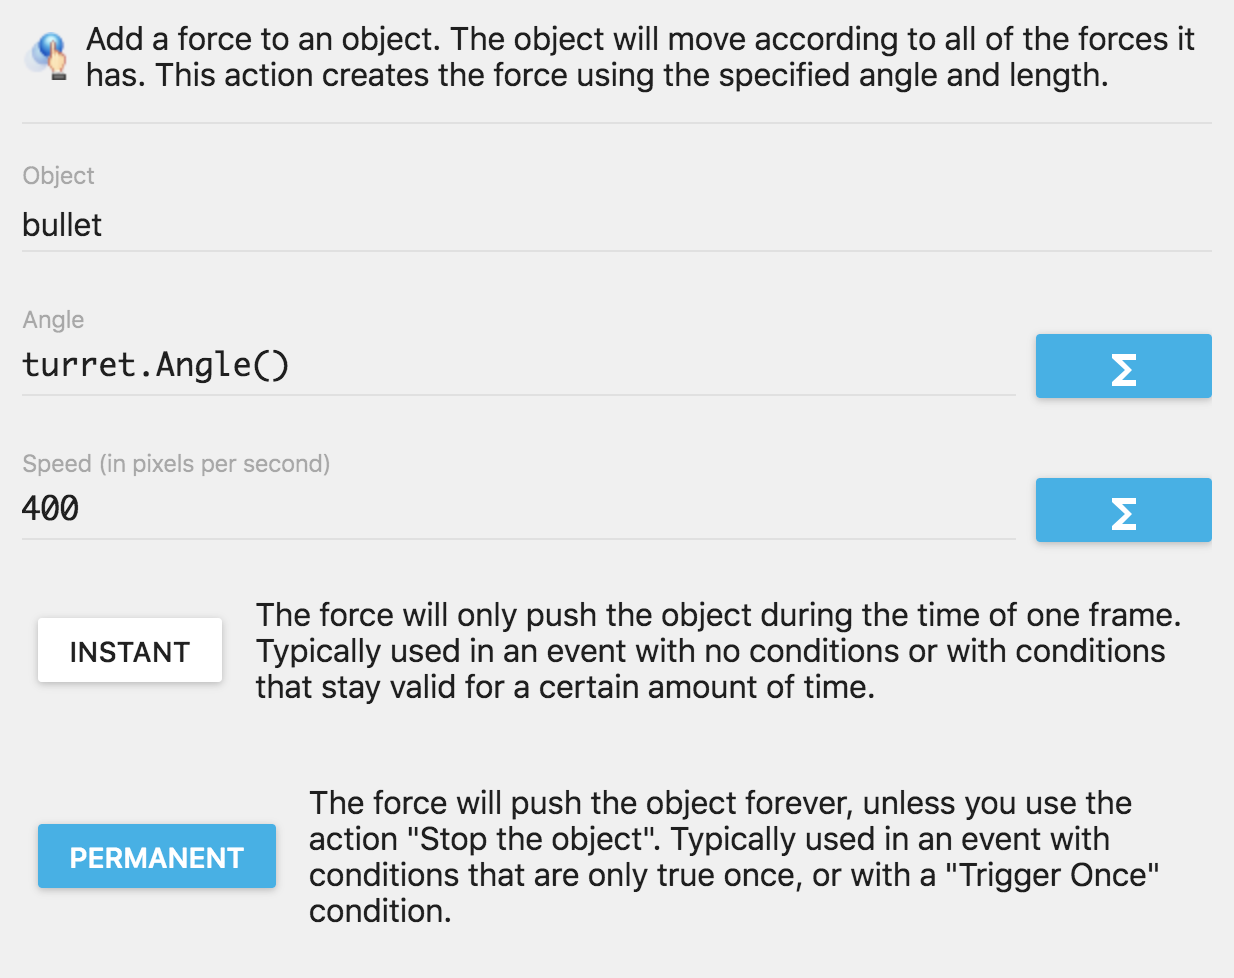 Add a force to an object. The object will move according to all of the forces it
has. This action creates the force using the specified angle and length.
Object
bullet
Angle
turret.Angle()
Σ
Speed (in pixels per second)
400
Σ
INSTANT
The force will only push the object during the time of one frame.
Typically used in an event with no conditions or with conditions
that stay valid for a certain amount of time.
PERMANENT
The force will push the object forever, unless you use the
action "Stop the object". Typically used in an event with
conditions that are only true once, or with a "Trigger Once"
condition.